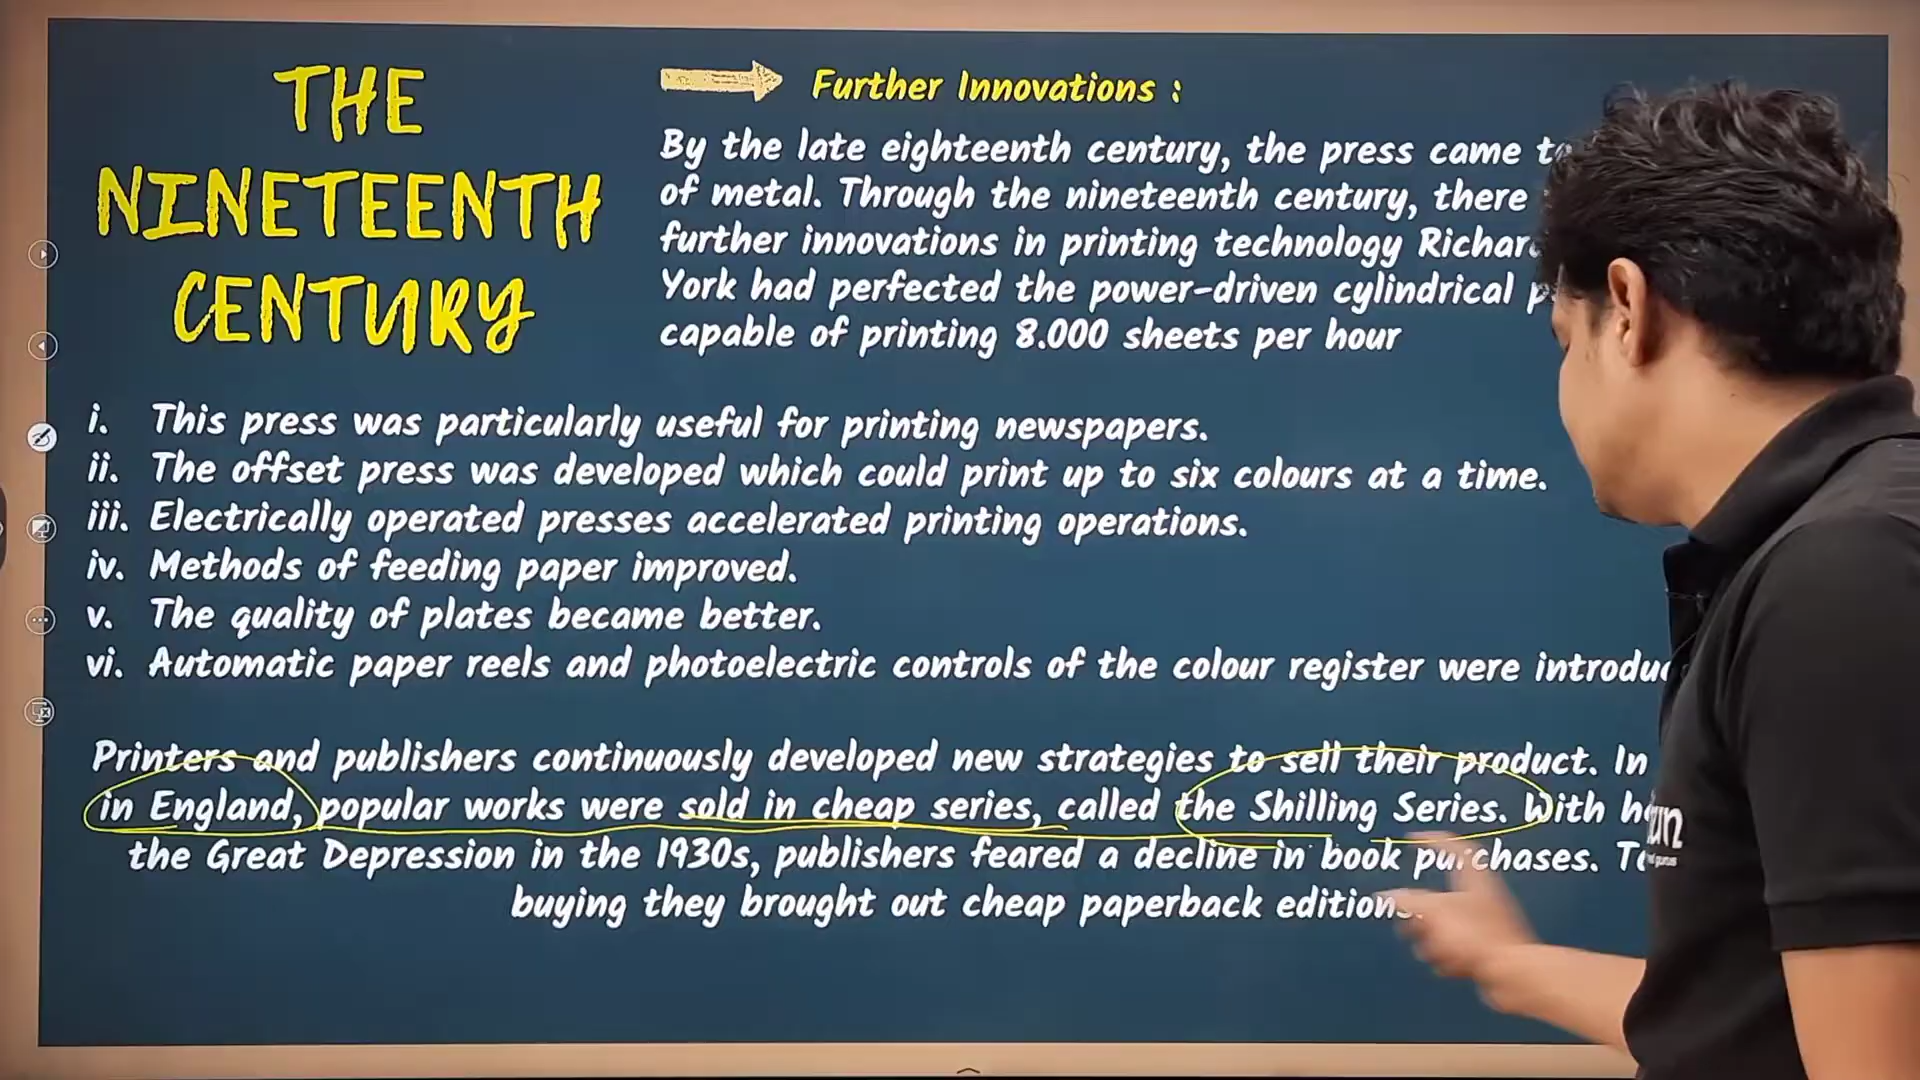 THE
NINETEENTH
CENTURY
Further Innovations :
By the late eighteenth century, the press came
of metal. Through the nineteenth century, there
further innovations in printing technology
York had perfected the power-driven cylindrical
capable of printing 8.000 sheets per hour
i. This press was particularly useful for printing newspapers.
ii. The offset press was developed which could print up to six colours at a time.
iii. Electrically operated presses accelerated printing operations.
iv. Methods of feeding paper improved.
v. The quality of plates became better.
vi. Automatic paper reels and photoelectric controls of the colour register were
Printers and publishers continuously developed new strategies to sell their product. In
in England, popular works were sold in cheap series, called the Shilling Series. With
the Great Depression in the 1930s, publishers feared a decline in book purchases.
buying they brought out cheap paperback editions.